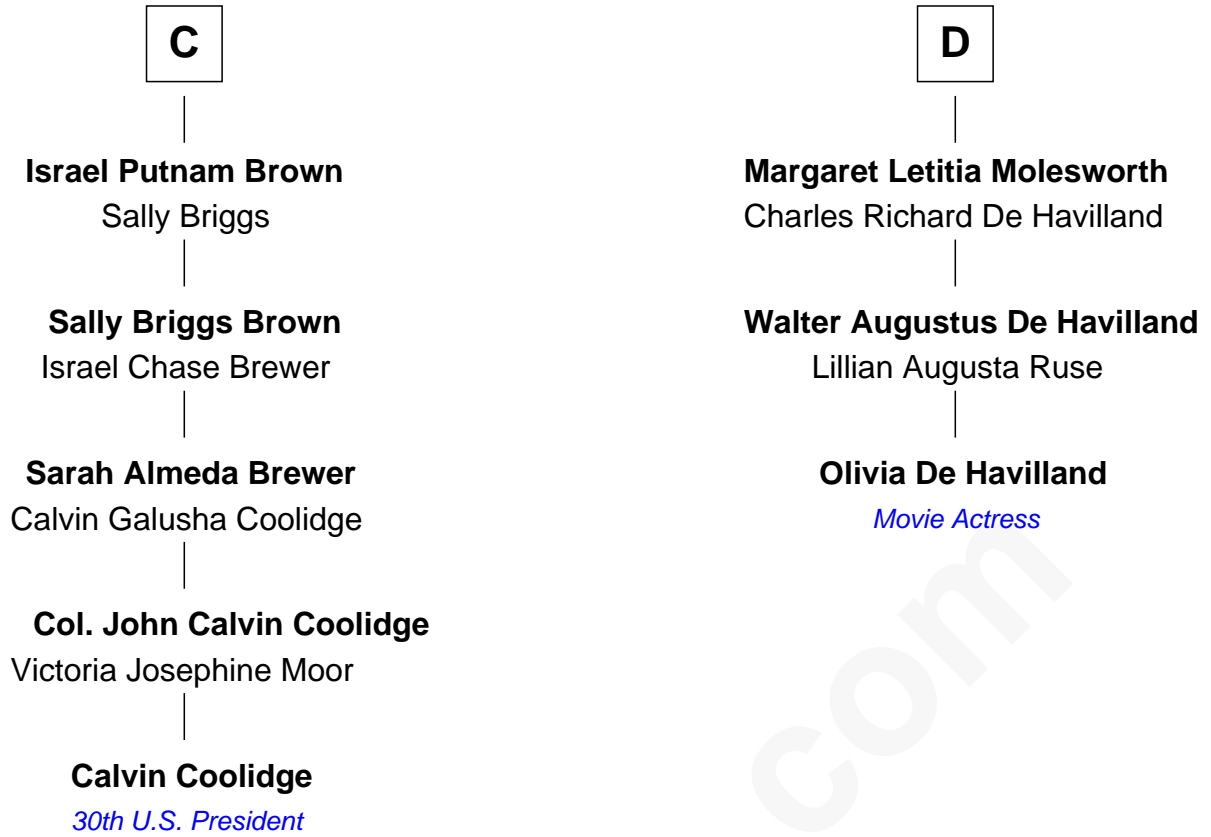 C
Israel Putnam Brown
Sally Briggs
Sally Briggs Brown
Israel Chase Brewer
Sarah Almeda Brewer
Calvin Galusha Coolidge
Col. John Calvin Coolidge
Victoria Josephine Moor
Calvin Coolidge
30th U.S. President
D
Margaret Letitia Molesworth
Charles Richard De Havilland
Walter Augustus De Havilland
Lillian Augusta Ruse
Olivia De Havilland
Movie Actress
com